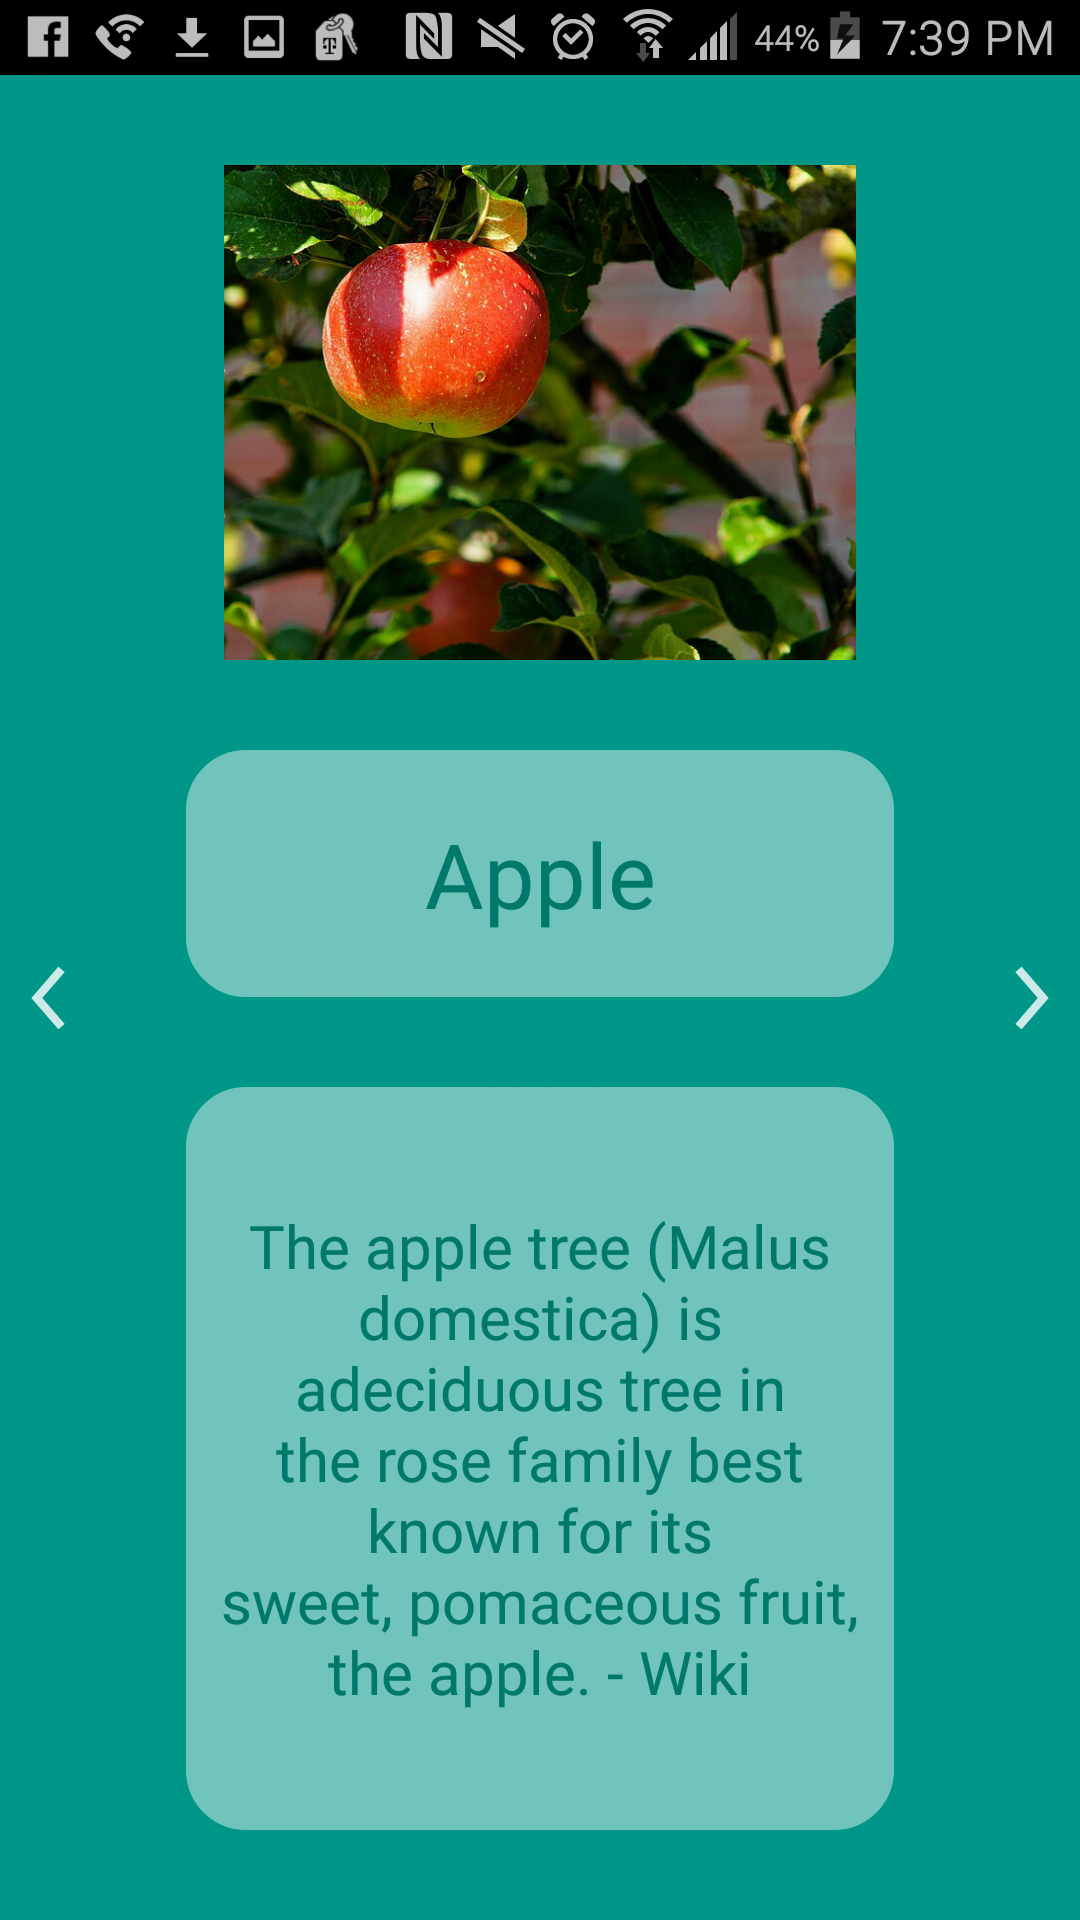 44% 7:39 PM
Apple
The apple tree (Malus
domestica) is
adeciduous tree in
the rose family best
known for its
sweet, pomaceous fruit,
the apple. - Wiki